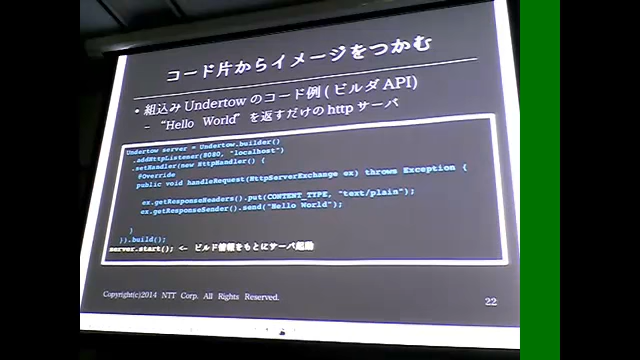 コード片からイメージをつかむ
• 組込み Undertow のコード例 ( ビルダ API)
– “Hello World” を返すだけの http サーバ
Undertow server = Undertow.builder()
.addHttpListener(8080, "localhost")
.setHandler(new HttpHandler() {
@Override
public void handleRequest(HttpServerExchange ex) throws Exception {
ex.getResponseHeaders().put(CONTENT_TYPE, "text/plain");
ex.getResponseSender().send("Hello World");
}
}).build();
server.start(); <- ビルド情報をもとにサーバ起動
Copyright(c)2014 NTT Corp. All Rights Reserved.
22